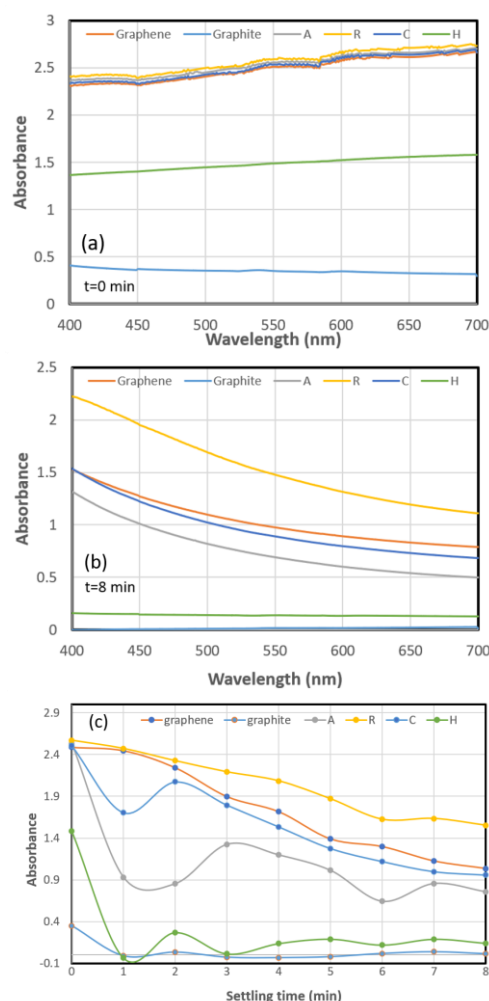 Graphene Graphite A R C H
3
2.5
2
1.5
1
0.5
0
Absorbance
(a)
t=0 min
400 450 500 550 600 650 700
Wavelength (nm)
Graphene Graphite A R C H
2.5
2
1.5
1
0.5
0
Absorbance
(b)
t=8 min
400 450 500 550 600 650 700
Wavelength (nm)
(c)
graphene graphite A R C H
2.9
2.4
1.9
1.4
0.9
0.4
-0.1
Absorbance
0 1 2 3 4 5 6 7 8
Settling time (min)